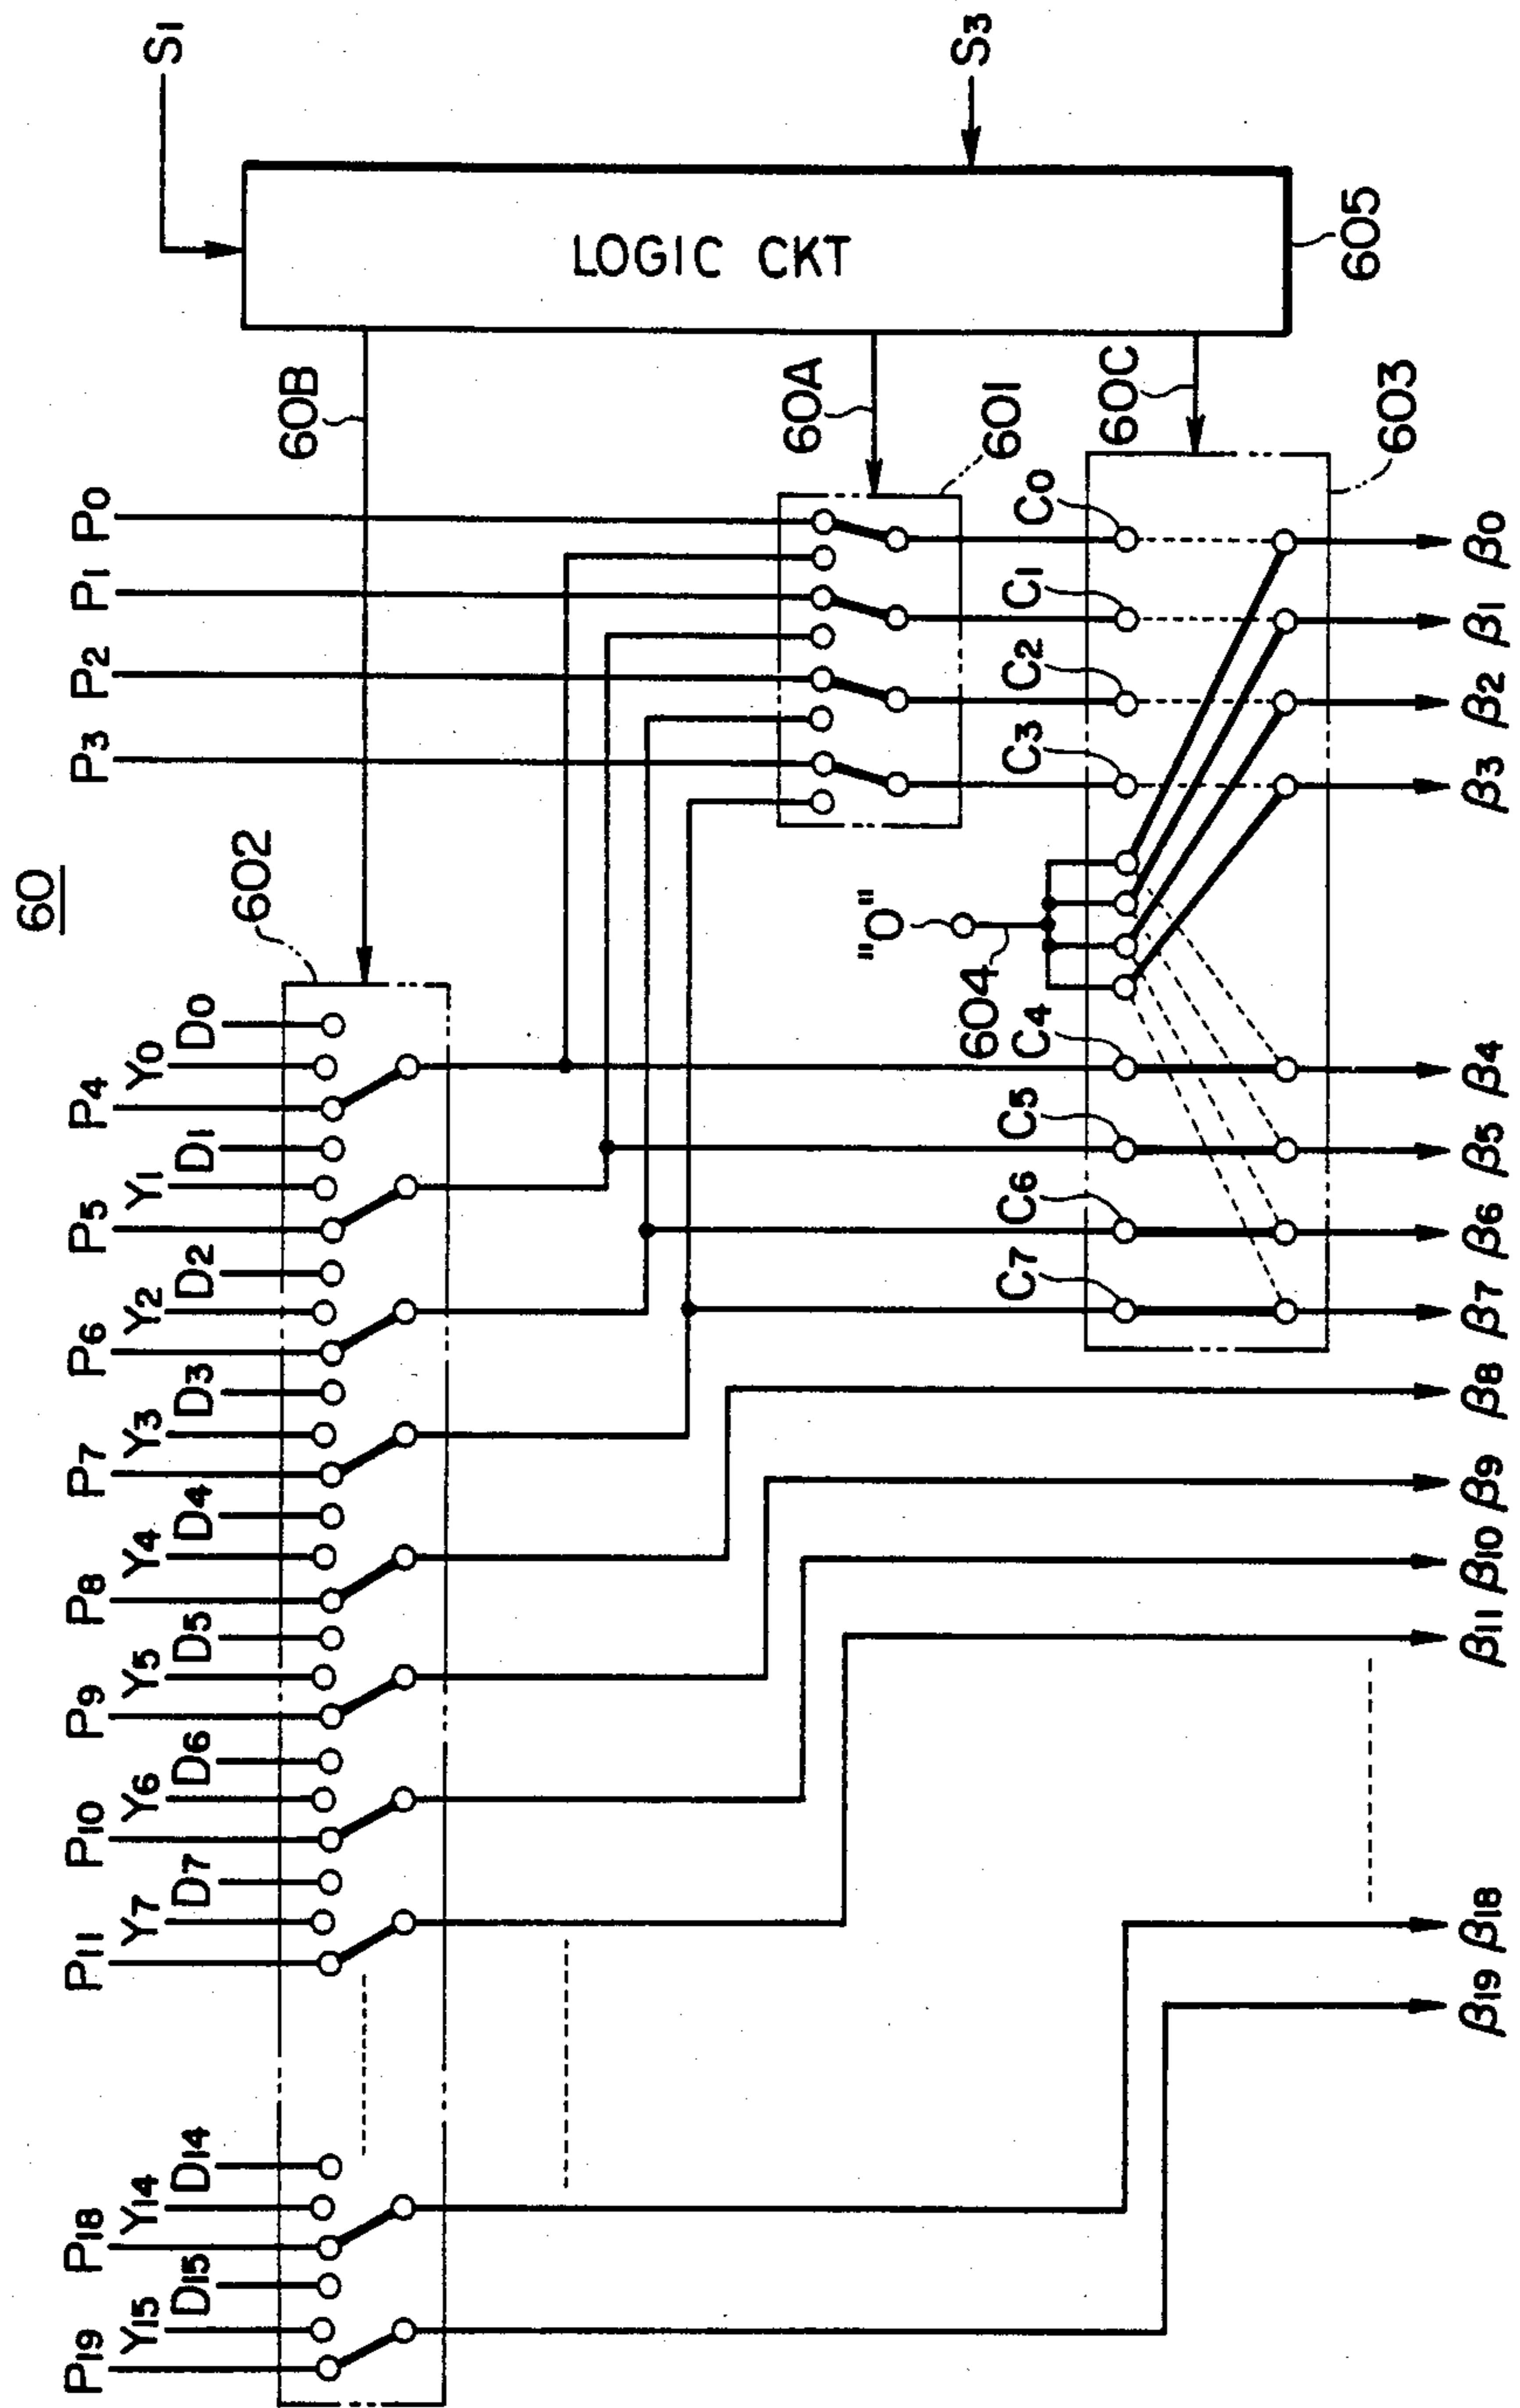 60
S1
S3
LOGIC CKT
605
60B
60A
60C
P0
P1
P2
P3
601
603
602
"0"
604
C0
C1
C2
C3
C4
C5
C6
C7
P4 Y0 D0
P5 Y1 D1
P6 Y2 D2
P7 Y3 D3
P8 Y4 D4
P9 Y5 D5
P10 Y6 D6
P11 Y7 D7
P18 Y14 D14
P19 Y15 D15
β0
β1
β2
β3
β4
β5
β6
β7
β8
β9
β10
β11
β18
β19